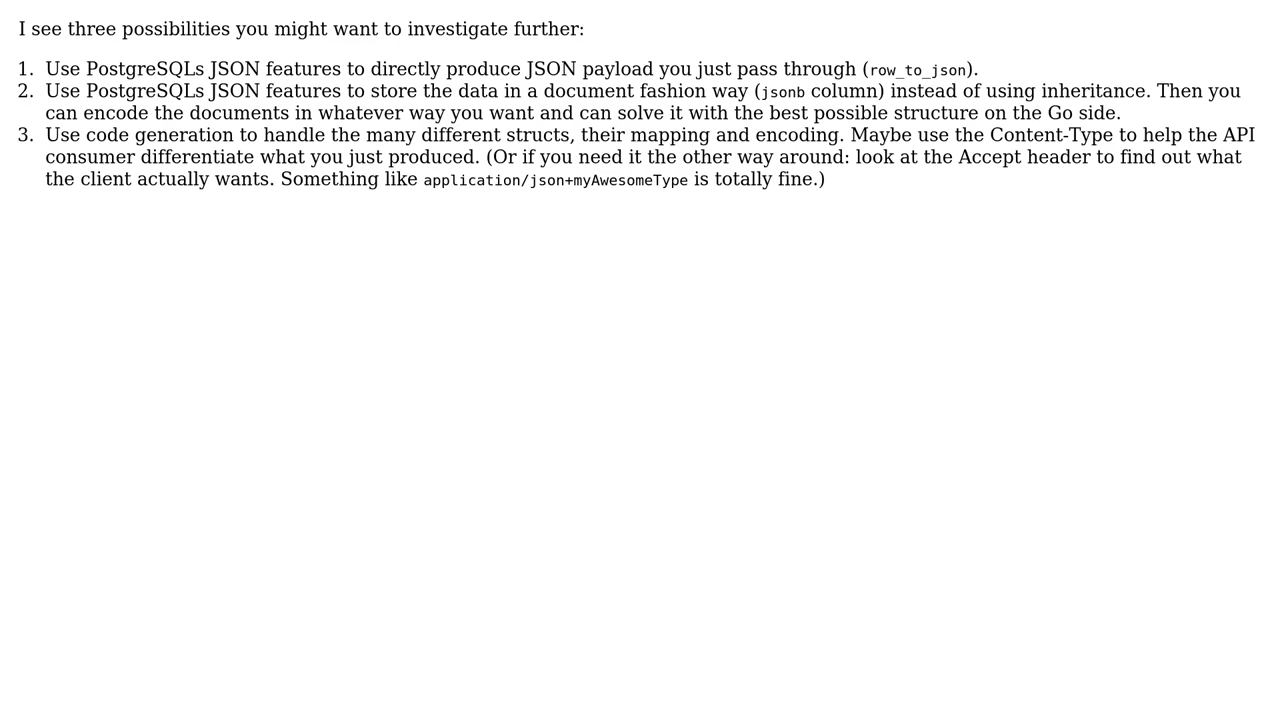 I see three possibilities you might want to investigate further:
1. Use PostgreSQLs JSON features to directly produce JSON payload you just pass through (row_to_json).
2. Use PostgreSQLs JSON features to store the data in a document fashion way (jsonb column) instead of using inheritance. Then you
can encode the documents in whatever way you want and can solve it with the best possible structure on the Go side.
3. Use code generation to handle the many different structs, their mapping and encoding. Maybe use the Content-Type to help the API
consumer differentiate what you just produced. (Or if you need it the other way around: look at the Accept header to find out what
the client actually wants. Something like application/json+myAwesomeType is totally fine.)